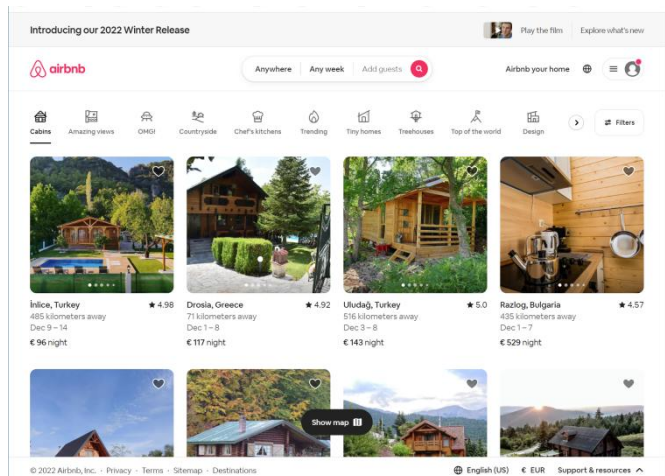 Introducing our 2022 Winter Release
Play the film
Explore what's new
airbnb
Anywhere
Any week
Add guests
Airbnb your home
Cabins
Amazing views
OMG!
Countryside
Chef's kitchens
Trending
Tiny homes
Treehouses
Top of the world
Design
Filters
İnlice, Turkey ★ 4.98
485 kilometers away
Dec 9 – 14
€ 96 night
Drosia, Greece ★ 4.92
71 kilometers away
Dec 1 – 8
€ 117 night
Uludağ, Turkey ★ 5.0
516 kilometers away
Dec 3 – 8
€ 143 night
Razlog, Bulgaria ★ 4.57
435 kilometers away
Dec 1 – 7
€ 529 night
Show map
© 2022 Airbnb, Inc. · Privacy · Terms · Sitemap · Destinations
English (US) € EUR Support & resources